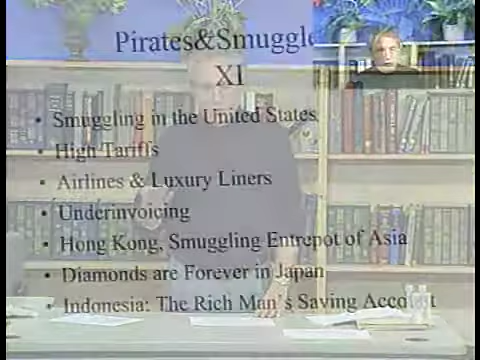 Pirates&Smuggle
XI
• Smuggling in the United States
• High Tariffs
• Airlines & Luxury Liners
• Underinvoicing
• Hong Kong, Smuggling Entrepot of Asia
• Diamonds are Forever in Japan
• Indonesia: The Rich Man's Saving Account